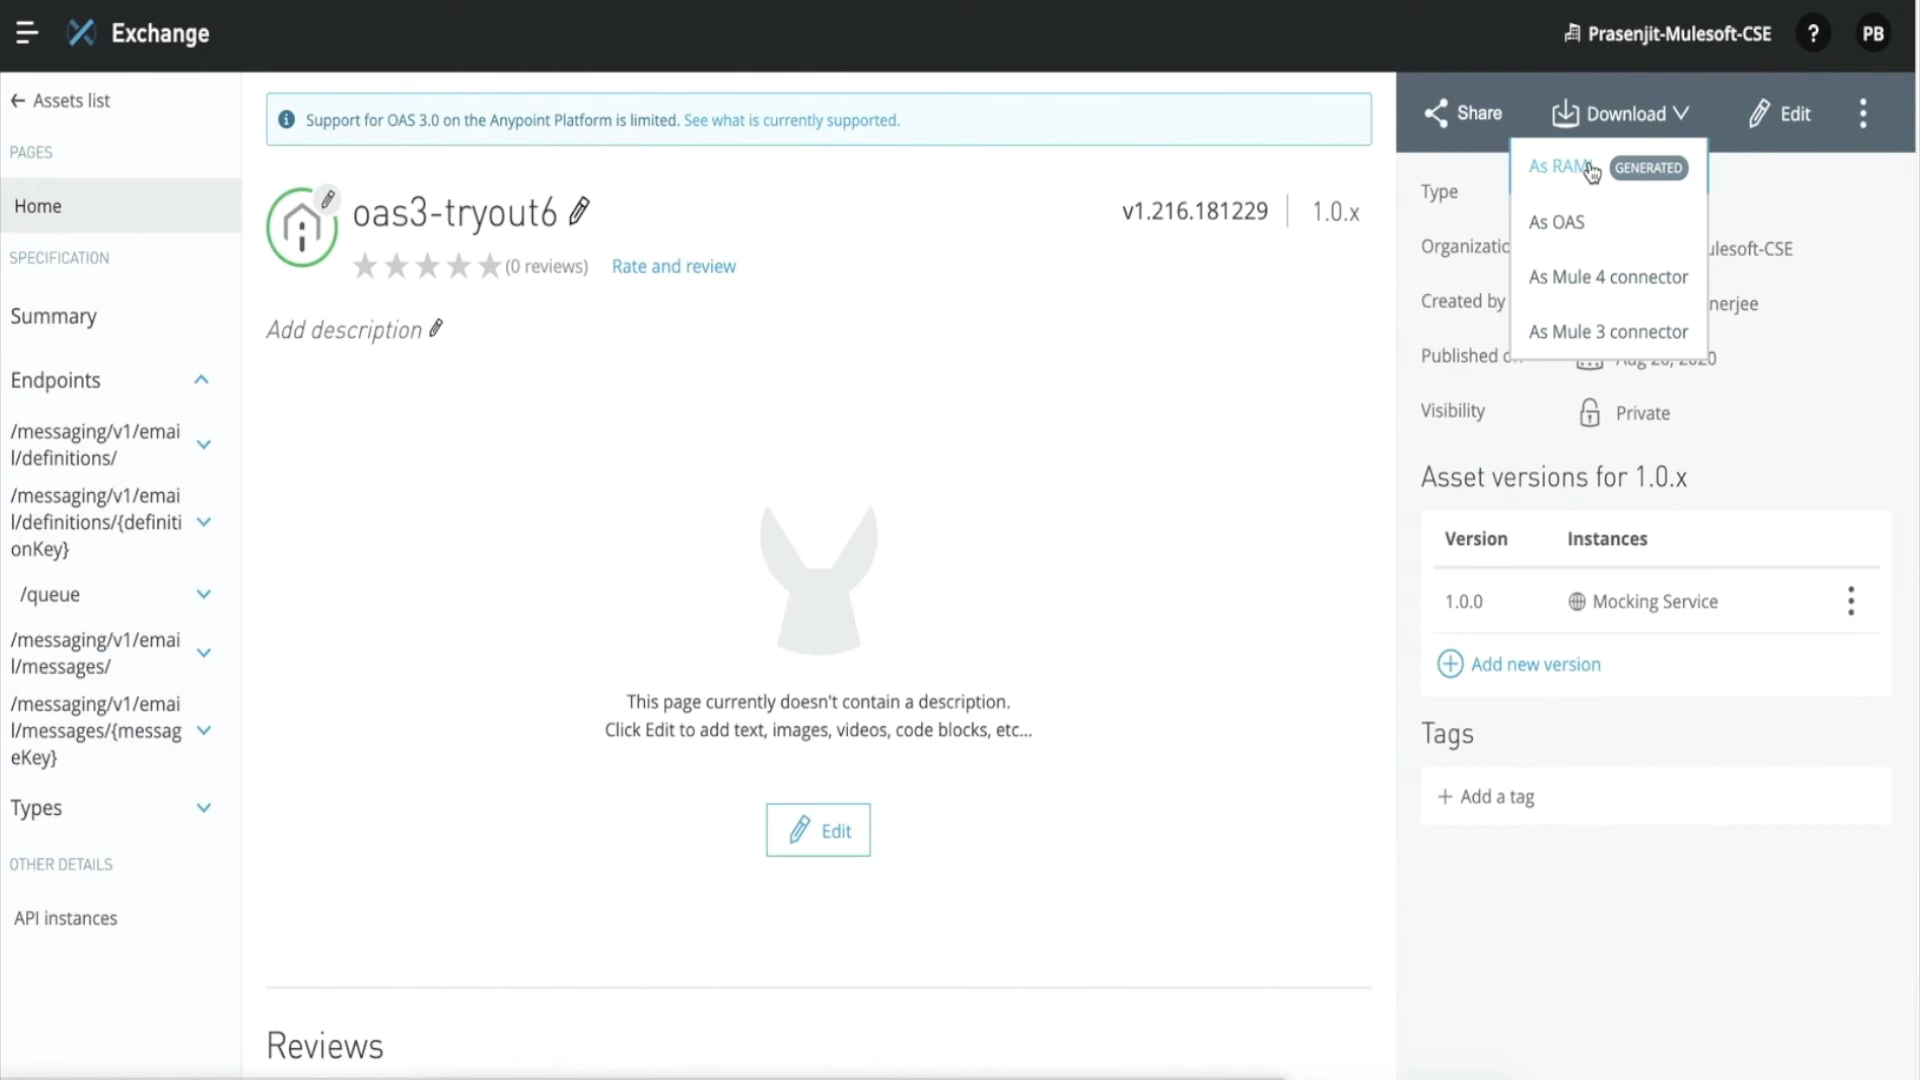 Exchange
Prasenjit-Mulesoft-CSE
?
PB
Assets list
PAGES
Home
SPECIFICATION
Summary
Endpoints
/messaging/v1/emai
l/definitions/
/messaging/v1/emai
l/definitions/{definiti
onKey}
/queue
/messaging/v1/emai
l/messages/
/messaging/v1/emai
l/messages/{messag
eKey}
Types
OTHER DETAILS
API instances
Support for OAS 3.0 on the Anypoint Platform is limited. See what is currently supported.
oas3-tryout6
v1.216.181229
1.0.x
(0 reviews)
Rate and review
Add description
This page currently doesn't contain a description.
Click Edit to add text, images, videos, code blocks, etc...
Edit
Reviews
Share
Download
Edit
As RAML
GENERATED
As OAS
As Mule 4 connector
As Mule 3 connector
Type
Organizatio
ulesoft-CSE
Created by
nerjee
Published o
Visibility
Private
Asset versions for 1.0.x
Version
Instances
1.0.0
Mocking Service
Add new version
Tags
+ Add a tag